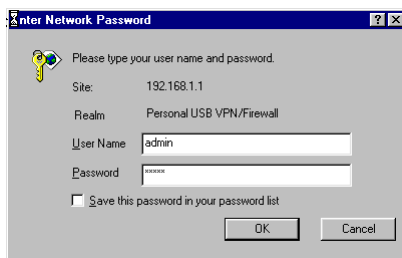 Enter Network Password
Please type your user name and password.
Site: 192.168.1.1
Realm Personal USB VPN/Firewall
User Name admin
Password xxxxx
Save this password in your password list
OK Cancel